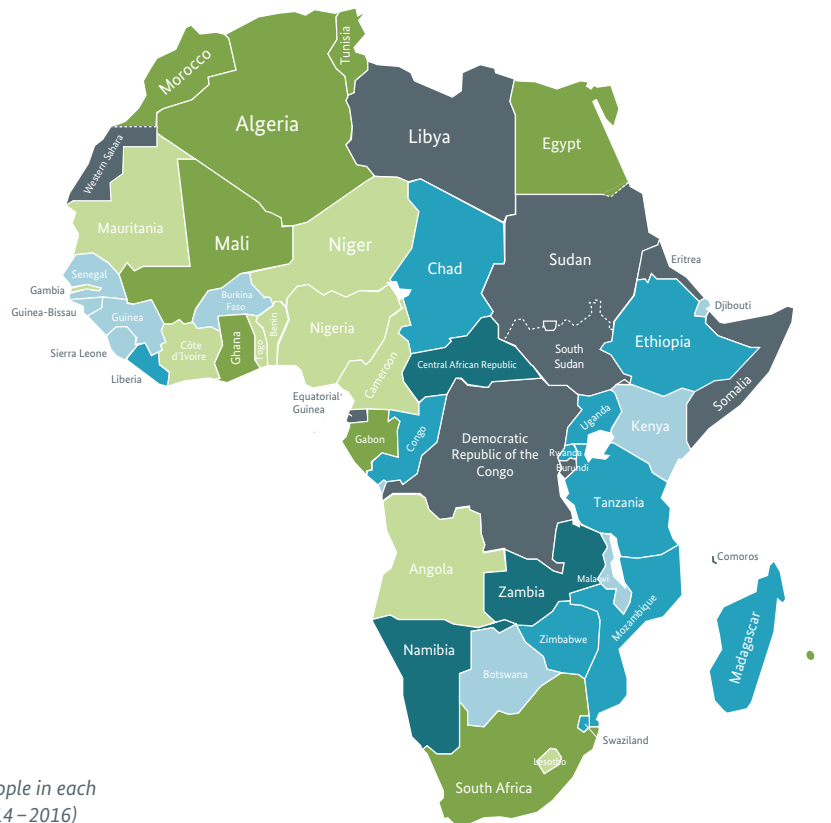 Morocco
Tunisia
Algeria
Libya
Egypt
Western Sahara
Mauritania
Mali
Niger
Chad
Sudan
Eritrea
Senegal
Gambia
Guinea-Bissau
Guinea
Burkina
Faso
Djibouti
Sierra Leone
Liberia
Côte
d'Ivoire
Ghana
Togo
Benin
Nigeria
Cameroon
Central African Republic
South
Sudan
Ethiopia
Somalia
Equatorial
Guinea
Gabon
Congo
Democratic
Republic of the
Congo
Uganda
Kenya
Rwanda
Burundi
Tanzania
Comoros
Angola
Zambia
Malawi
Mozambique
Madagascar
Namibia
Zimbabwe
Botswana
Swaziland
Lesotho
South Africa
ople in each
14–2016)